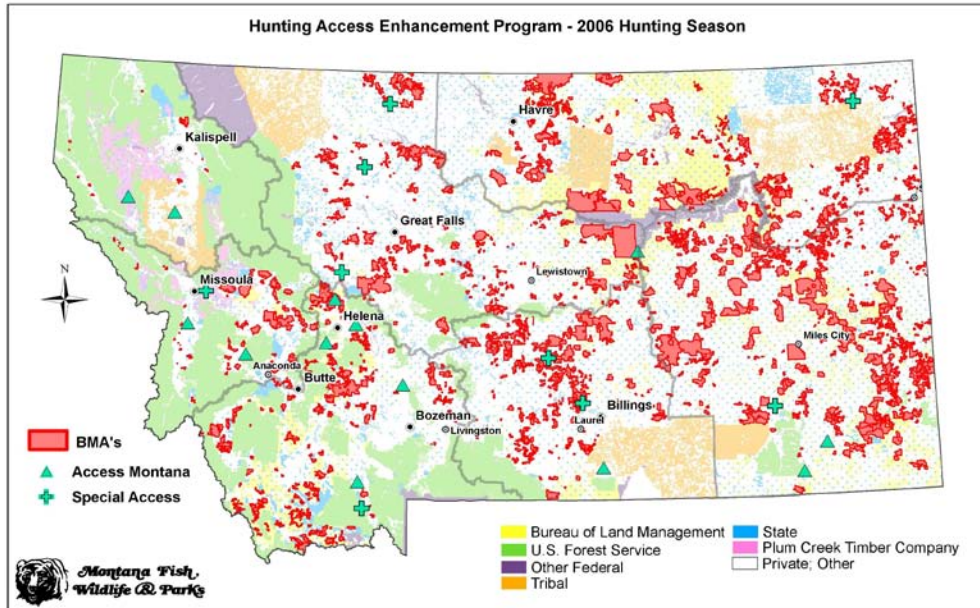 Hunting Access Enhancement Program - 2006 Hunting Season
Havre
Kalispell
Great Falls
Lewistown
N
Missoula
Helena
Miles City
Anaconda
Butte
Billings
Bozeman
Laurel
Livingston
BMA's
Access Montana
Special Access
Bureau of Land Management
U.S. Forest Service
Other Federal
Tribal
State
Plum Creek Timber Company
Private; Other
Montana Fish,
Wildlife & Parks